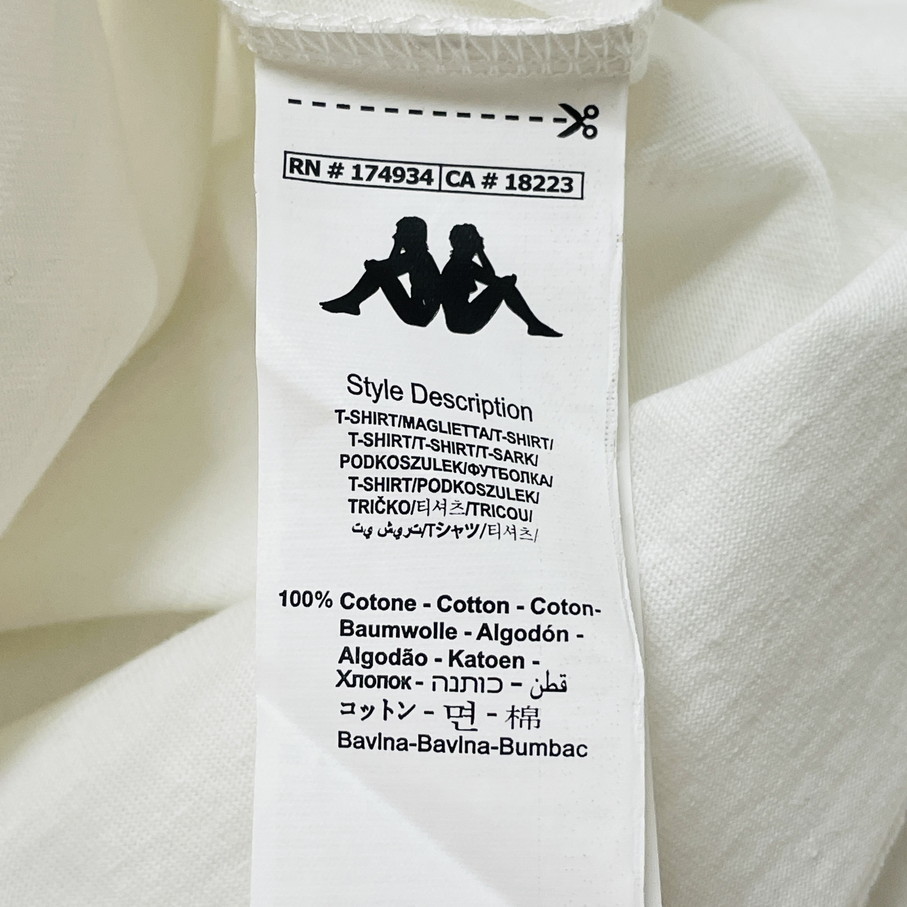 RN # 174934 CA # 18223
Style Description
T-SHIRT/MAGLIETTA/T-SHIRT/
T-SHIRT/T-SHIRT/T-SARK/
PODKOSZULEK/ФУТБОЛКА/
T-SHIRT/PODKOSZULEK/
TRIČKO/티셔츠/TRICOU/
تي شيرت/Tシャツ/티셔츠/
100% Cotone - Cotton - Coton-
Baumwolle - Algodón -
Algodão - Katoen -
Хлопок - כותנה - قطن
コットン - 면 - 棉
Bavlna-Bavlna-Bumbac